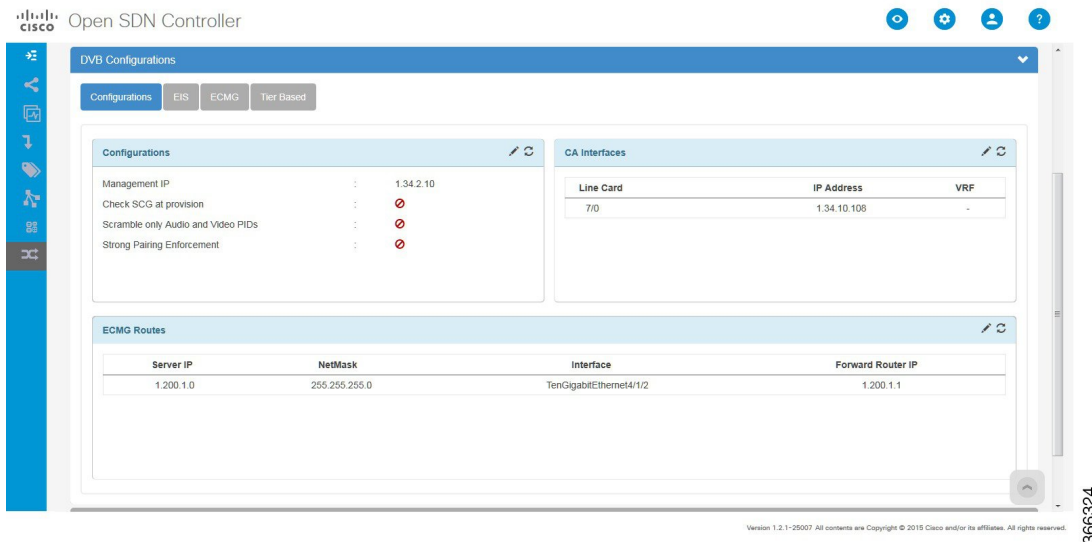 CISCO Open SDN Controller
?
DVB Configurations
Configurations EIS ECMG Tier Based
Configurations
Management IP : 1.34.2.10
Check SCG at provision :
Scramble only Audio and Video PIDs :
Strong Pairing Enforcement :
CA Interfaces
Line Card IP Address VRF
7/0 1.34.10.108 -
ECMG Routes
Server IP NetMask Interface Forward Router IP
1.200.1.0 255.255.255.0 TenGigabitEthernet4/1/2 1.200.1.1
Version 1.2.1-25007 All contents are Copyright © 2015 Cisco and/or its affiliates. All rights reserved.
366324